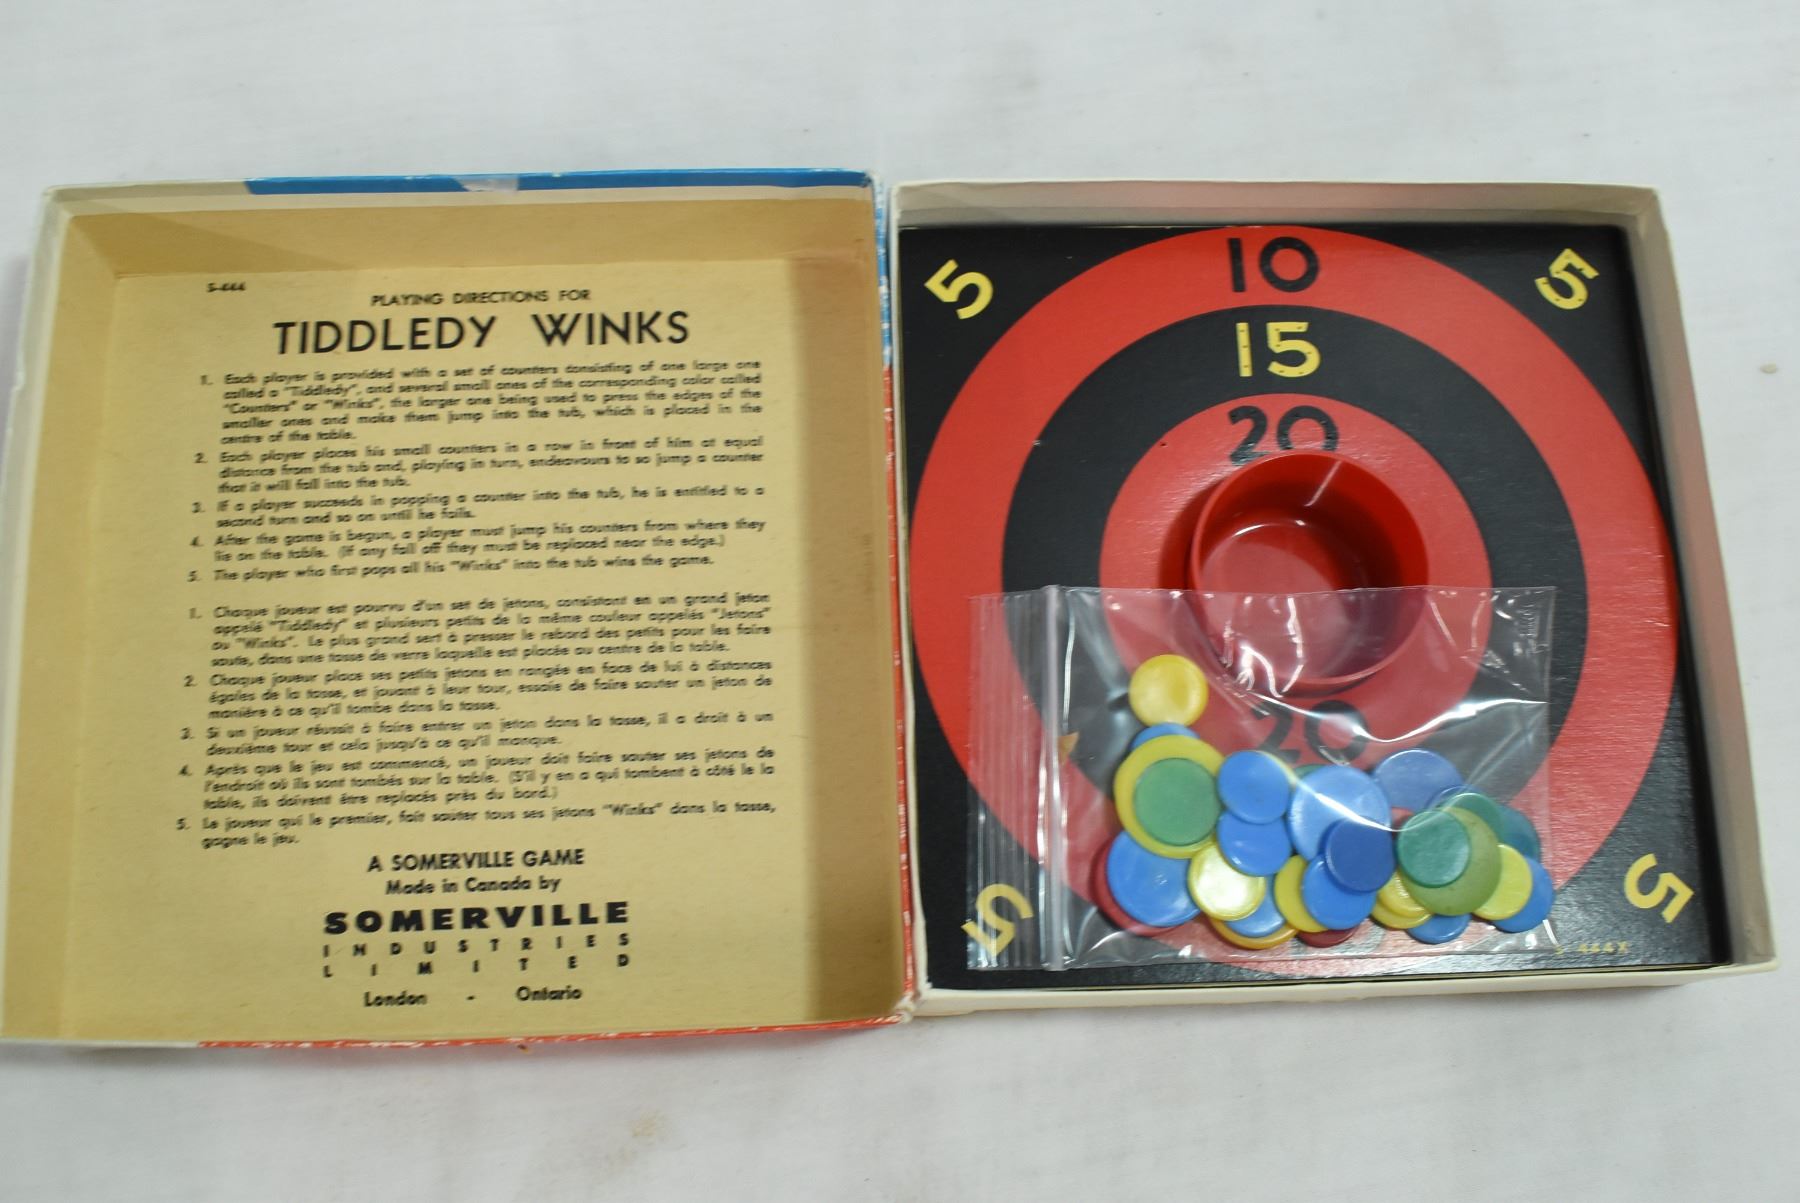 S-444
PLAYING DIRECTIONS FOR
TIDDLEDY WINKS
1. Each player is provided with a set of counters consisting of one large one
called a "Tiddledy", and several small ones of the corresponding color called
"Counters" or "Winks", the larger one being used to press the edges of the
smaller ones and make them jump into the tub, which is placed in the
centre of the table.
2. Each player places his small counters in a row in front of him at equal
distance from the tub and, playing in turn, endeavours to so jump a counter
that it will fall into the tub.
3. If a player succeeds in popping a counter into the tub, he is entitled to a
second turn and so on until he fails.
4. After the game is begun, a player must jump his counters from where they
lie on the table. (If any fall off they must be replaced near the edge.)
5. The player who first pops all his "Winks" into the tub wins the game.
1. Chaque joueur est pourvu d'un set de jetons, consistant en un grand jeton
appelé "Tiddledy" et plusieurs petits de la même couleur appelés "Jetons"
ou "Winks". Le plus grand sert à presser le rebord des petits pour les faire
saute, dans une tasse de verre laquelle est placée au centre de la table.
2. Chaque joueur place ses petits jetons en rangée en face de lui à distances
égales de la tasse, et jouant à leur tour, essaie de faire sauter un jeton de
manière à ce qu'il tombe dans la tasse.
3. Si un joueur réussit à faire entrer un jeton dans la tasse, il a droit à un
deuxième tour et cela jusqu'à ce qu'il manque.
4. Après que le jeu est commencé, un joueur doit faire sauter ses jetons de
l'endroit où ils sont tombés sur la table. (S'il y en a qui tombent à côté le la
table, ils doivent être replacés près du bord.)
5. Le joueur qui le premier, fait sauter tous ses jetons "Winks" dans la tasse,
gagne le jeu.
A SOMERVILLE GAME
Made in Canada by
SOMERVILLE
INDUSTRIES
LIMITED
London - Ontario
5 10 5
15
20
20
5 5
S-444X